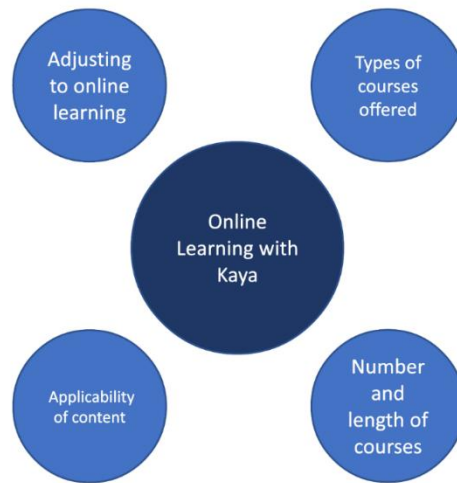 Adjusting
to online
learning
Types of
courses
offered
Online
Learning with
Kaya
Applicability
of content
Number
and
length of
courses